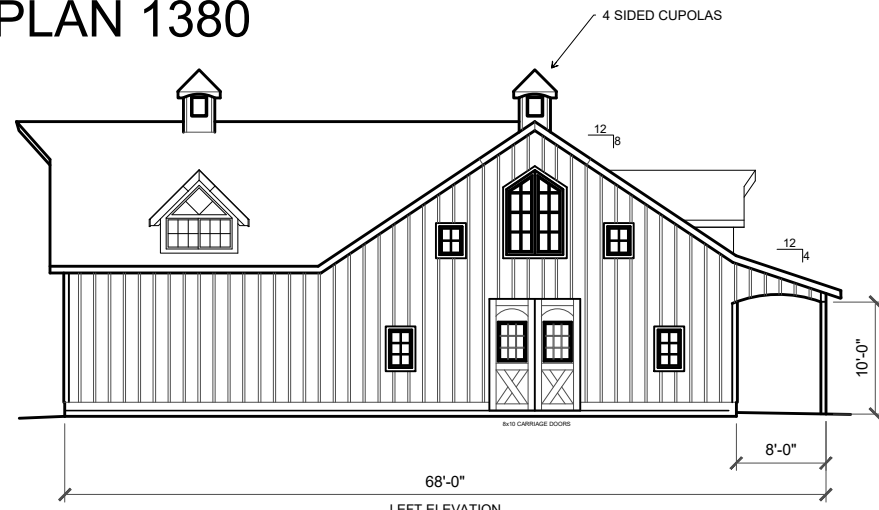 PLAN 1380
4 SIDED CUPOLAS
12
8
12
4
10'-0"
8x10 CARRIAGE DOORS
8'-0"
68'-0"
LEFT ELEVATION